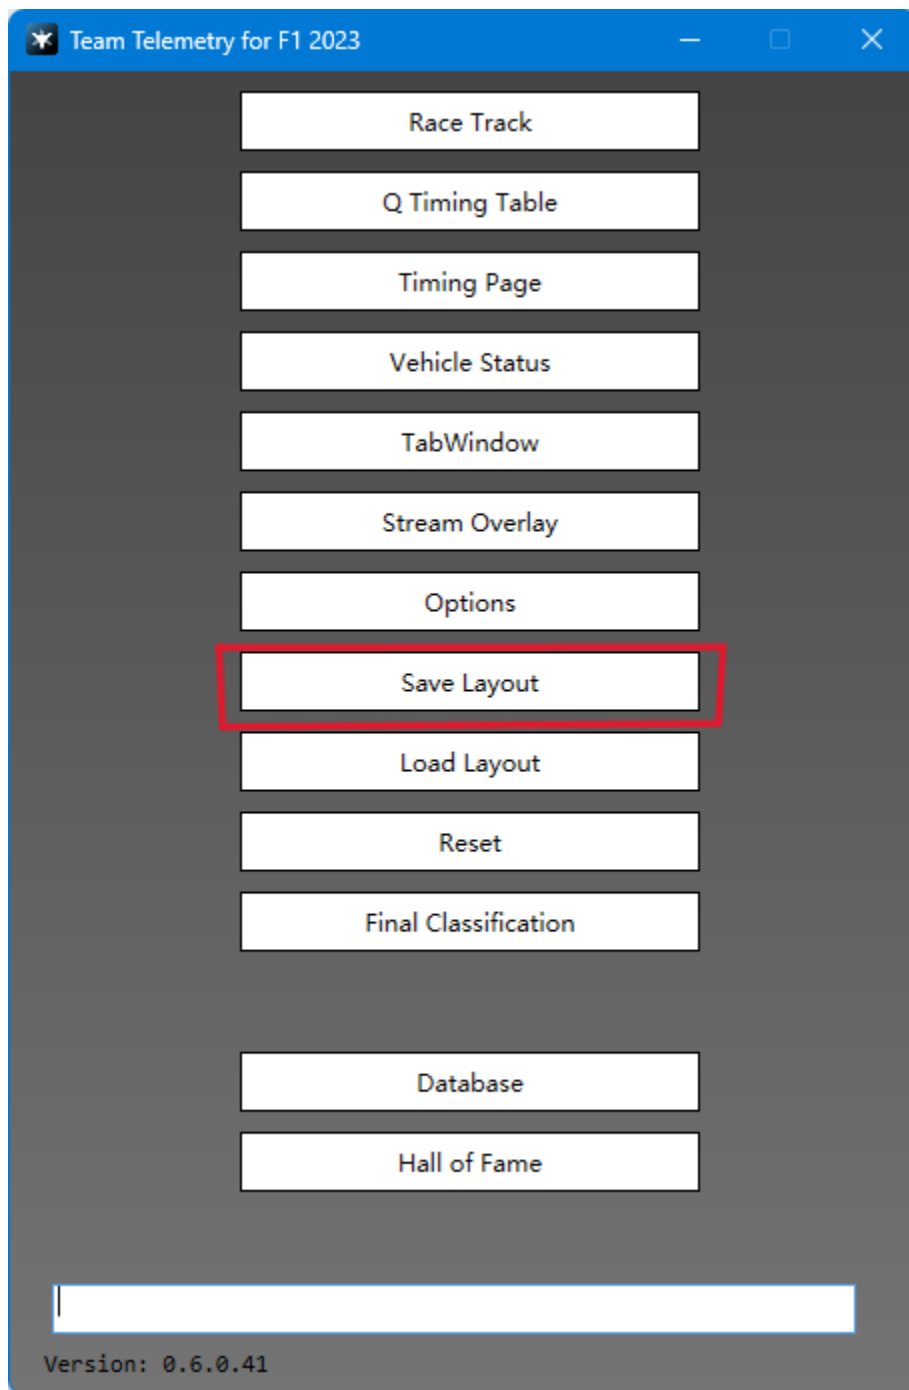 Team Telemetry for F1 2023
Race Track
Q Timing Table
Timing Page
Vehicle Status
TabWindow
Stream Overlay
Options
Save Layout
Load Layout
Reset
Final Classification
Database
Hall of Fame
Version: 0.6.0.41